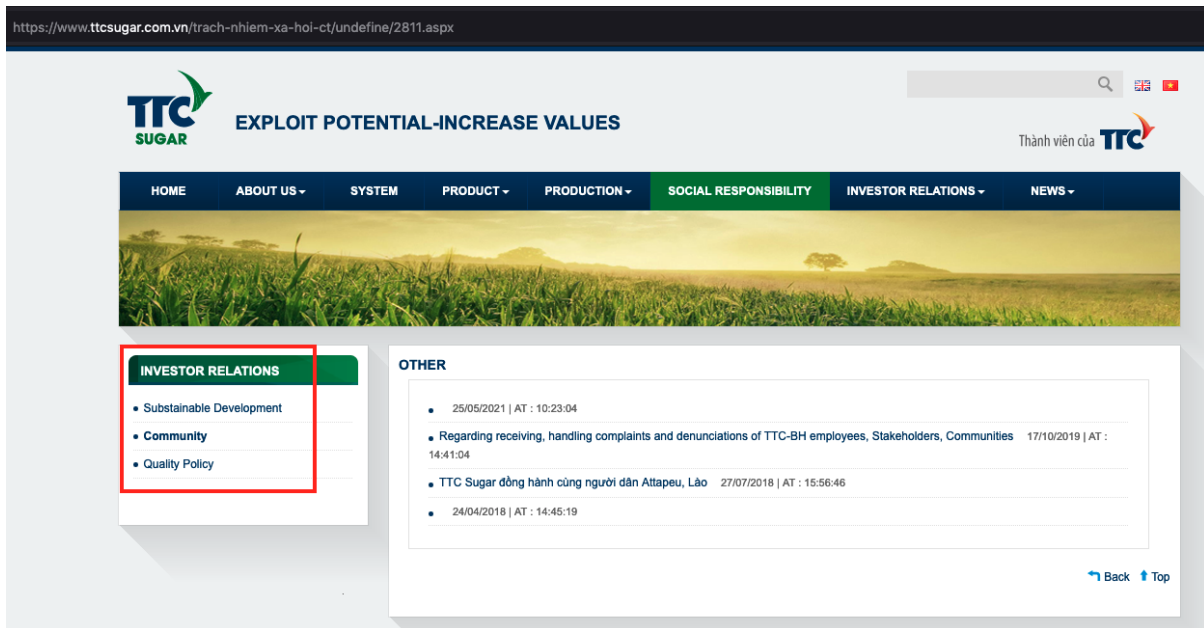 https://www.ttcsugar.com.vn/trach-nhiem-xa-hoi-ct/undefine/2811.aspx
TTC
SUGAR
EXPLOIT POTENTIAL-INCREASE VALUES
Thành viên của TTC
HOME ABOUT US SYSTEM PRODUCT PRODUCTION SOCIAL RESPONSIBILITY INVESTOR RELATIONS NEWS
INVESTOR RELATIONS
Substainable Development
Community
Quality Policy
OTHER
25/05/2021 | AT : 10:23:04
Regarding receiving, handling complaints and denunciations of TTC-BH employees, Stakeholders, Communities 17/10/2019 | AT :
14:41:04
TTC Sugar đồng hành cùng người dân Attapeu, Lào 27/07/2018 | AT : 15:56:46
24/04/2018 | AT : 14:45:19
Back Top